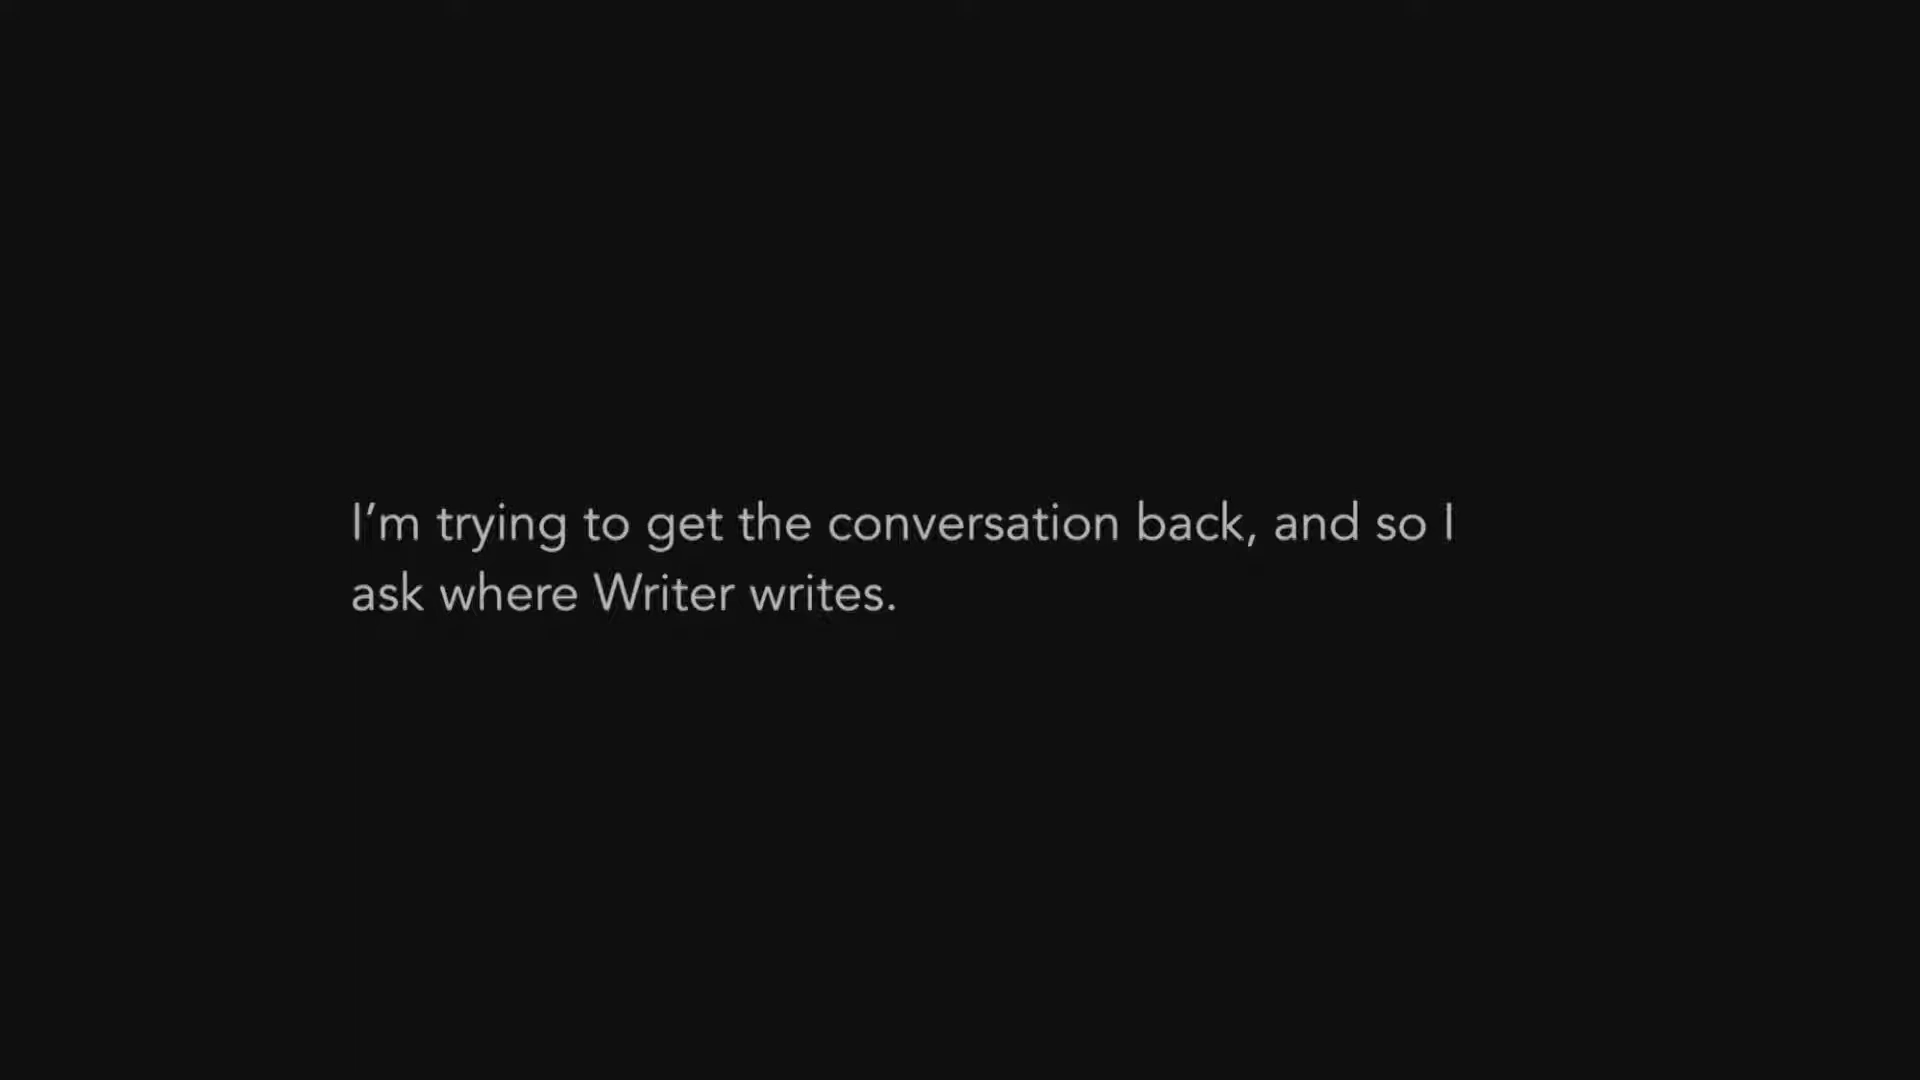 I’m trying to get the conversation back, and so I
ask where Writer writes.